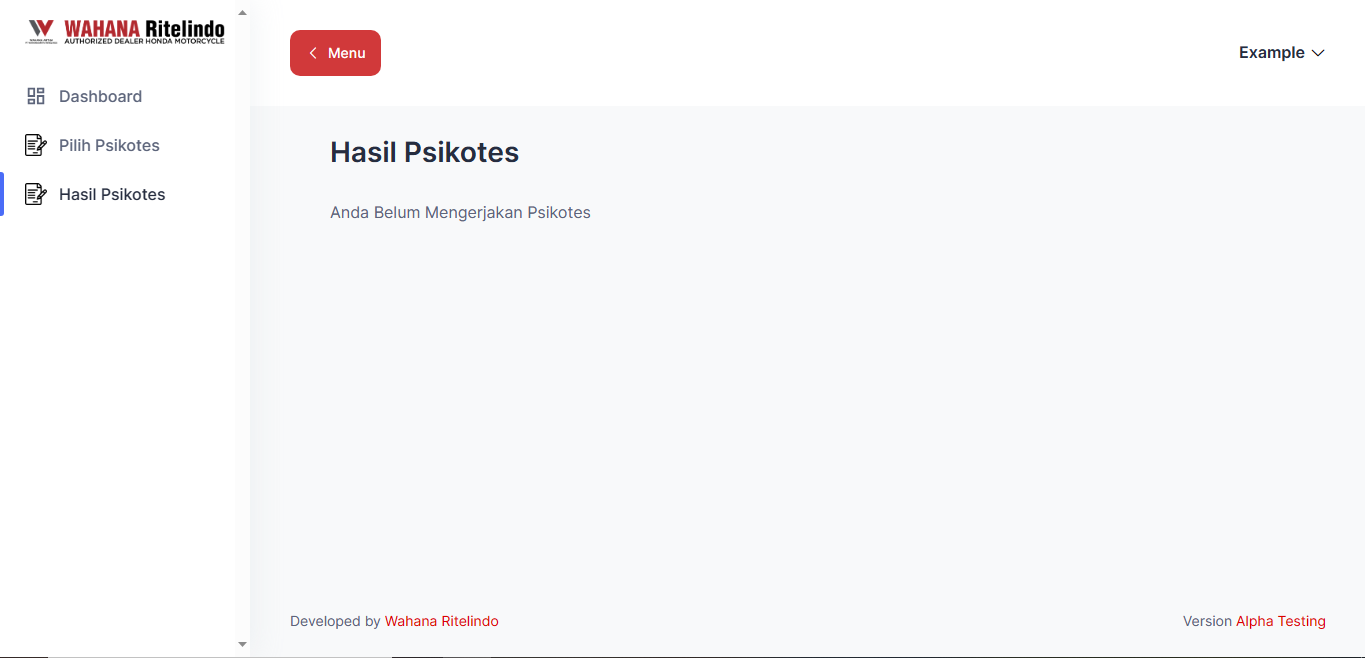 WAHANA Ritelindo
AUTHORIZED DEALER HONDA MOTORCYCLE
Menu
Example
Dashboard
Pilih Psikotes
Hasil Psikotes
Hasil Psikotes
Anda Belum Mengerjakan Psikotes
Developed by Wahana Ritelindo
Version Alpha Testing